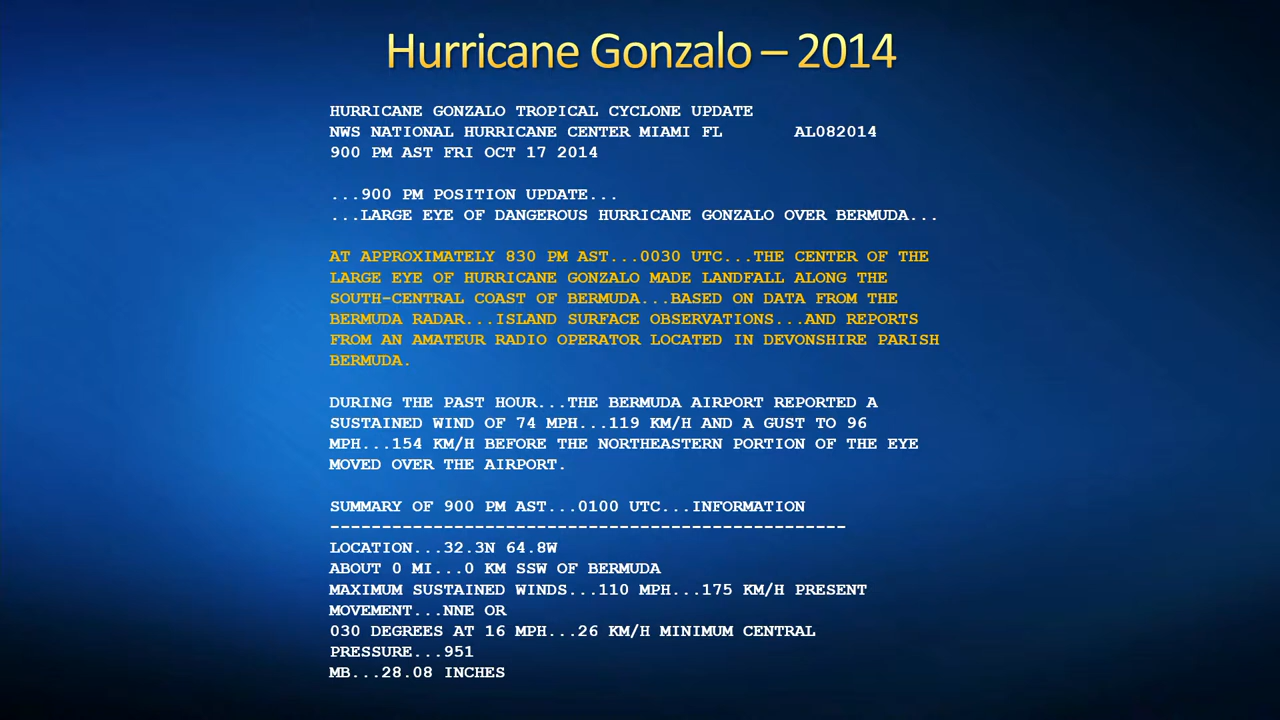 Hurricane Gonzalo – 2014
HURRICANE GONZALO TROPICAL CYCLONE UPDATE
NWS NATIONAL HURRICANE CENTER MIAMI FL       AL082014
900 PM AST FRI OCT 17 2014
...900 PM POSITION UPDATE...
...LARGE EYE OF DANGEROUS HURRICANE GONZALO OVER BERMUDA...
AT APPROXIMATELY 830 PM AST...0030 UTC...THE CENTER OF THE
LARGE EYE OF HURRICANE GONZALO MADE LANDFALL ALONG THE
SOUTH-CENTRAL COAST OF BERMUDA...BASED ON DATA FROM THE
BERMUDA RADAR...ISLAND SURFACE OBSERVATIONS...AND REPORTS
FROM AN AMATEUR RADIO OPERATOR LOCATED IN DEVONSHIRE PARISH
BERMUDA.
DURING THE PAST HOUR...THE BERMUDA AIRPORT REPORTED A
SUSTAINED WIND OF 74 MPH...119 KM/H AND A GUST TO 96
MPH...154 KM/H BEFORE THE NORTHEASTERN PORTION OF THE EYE
MOVED OVER THE AIRPORT.
SUMMARY OF 900 PM AST...0100 UTC...INFORMATION
--------------------------------------------------
LOCATION...32.3N 64.8W
ABOUT 0 MI...0 KM SSW OF BERMUDA
MAXIMUM SUSTAINED WINDS...110 MPH...175 KM/H PRESENT
MOVEMENT...NNE OR
030 DEGREES AT 16 MPH...26 KM/H MINIMUM CENTRAL
PRESSURE...951
MB...28.08 INCHES